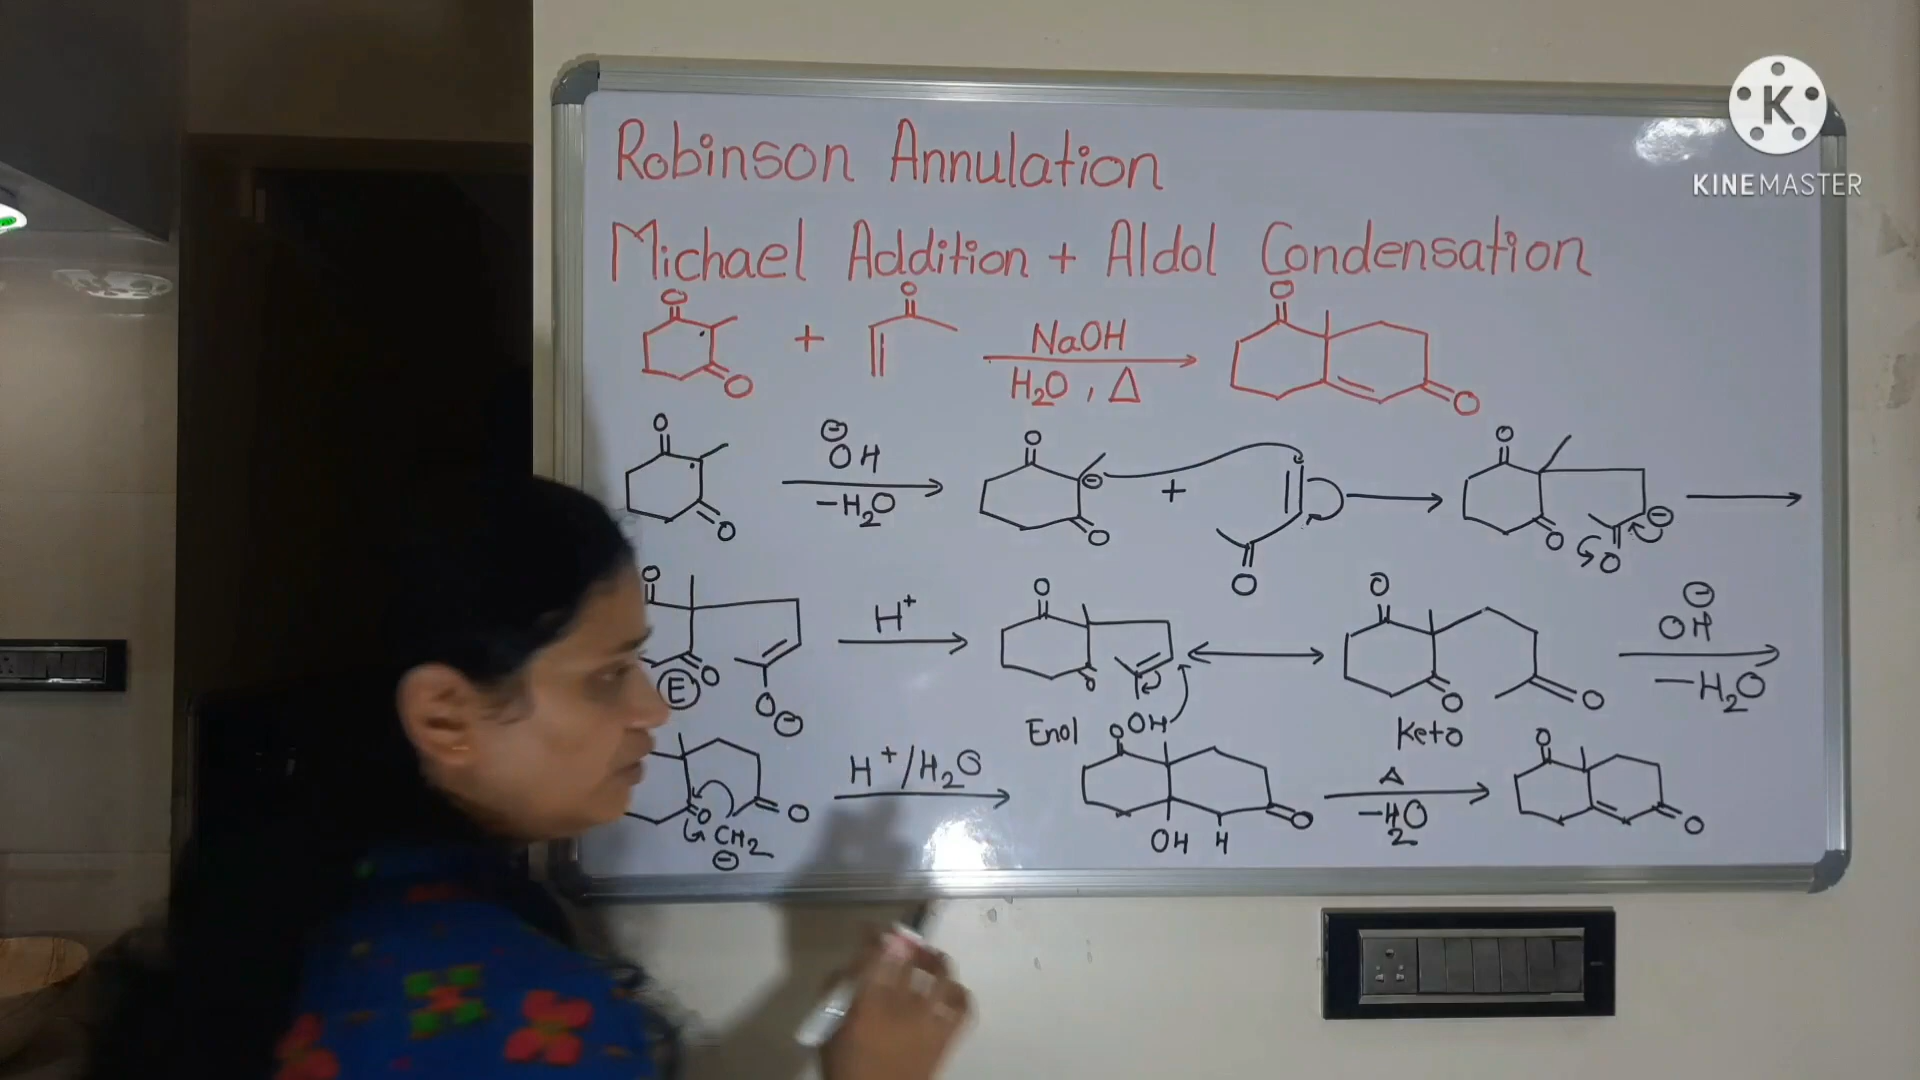 KINEMASTER
Robinson Annulation
Michael Addition + Aldol Condensation
O O NaOH O
+
O H₂O , Δ O
O ⊖ O O
OH ⊖ + ⊖
O −H₂O O O O O
O H⁺ O O ⊖
OH
(E) O O O O −H₂O
O⊖ Enol OH Keto
H⁺/H₂O O Δ O
O O O −H₂O O
CH₂ OH H
⊖